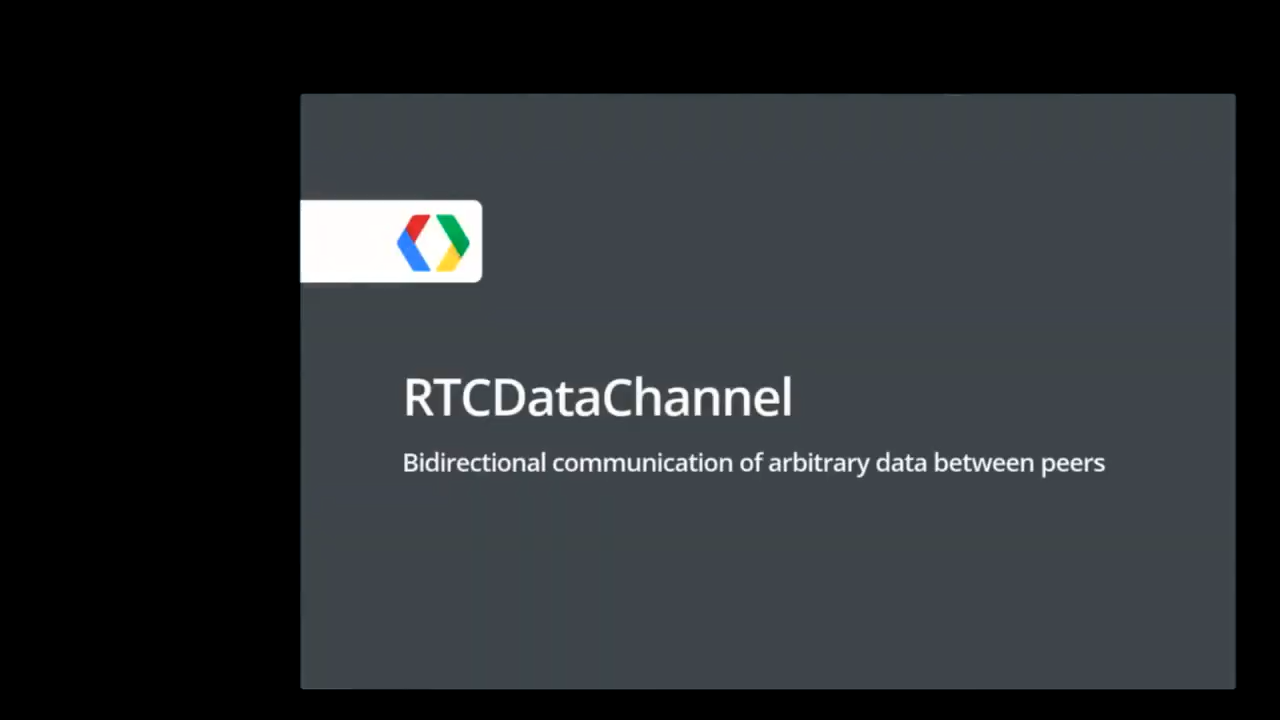 RTCDataChannel
Bidirectional communication of arbitrary data between peers